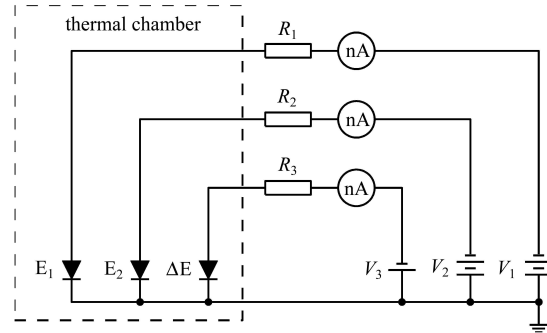 thermal chamber
R₁
nA
R₂
nA
R₃
nA
E₁ E₂ ΔE V₃ V₂ V₁